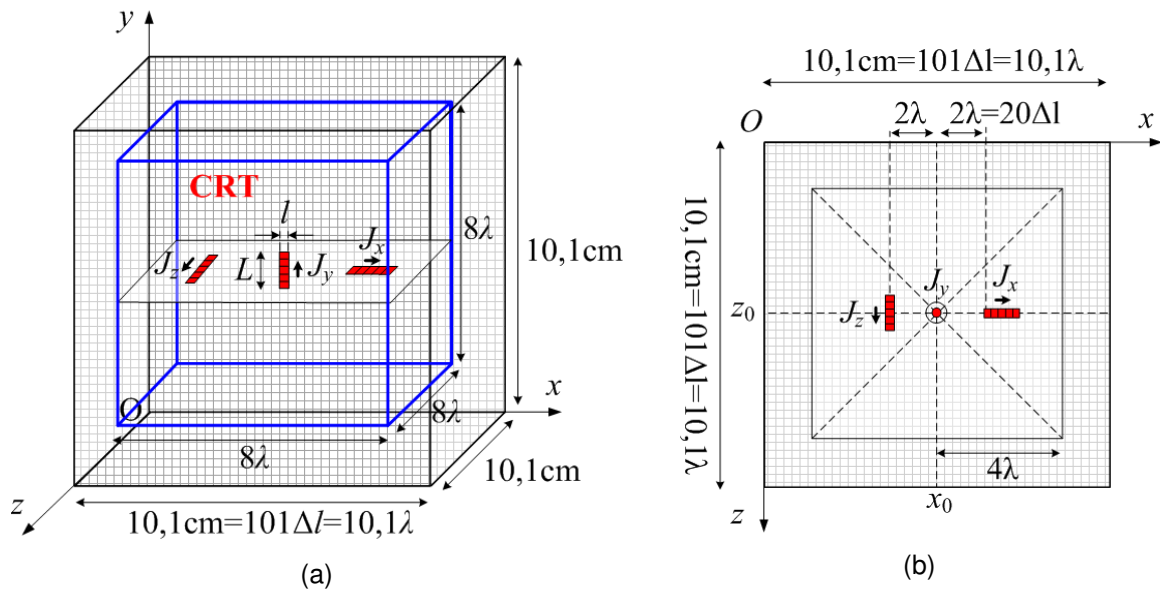 y
CRT
l
J_z
L
J_y
J_x
8λ
10,1cm
x
O
8λ
8λ
10,1cm
z
10,1cm=101Δl=10,1λ
(a)
10,1cm=101Δl=10,1λ
O
2λ
2λ=20Δl
x
10,1cm=101Δl=10,1λ
z_0
J_z
J_y
J_x
4λ
z
x_0
(b)